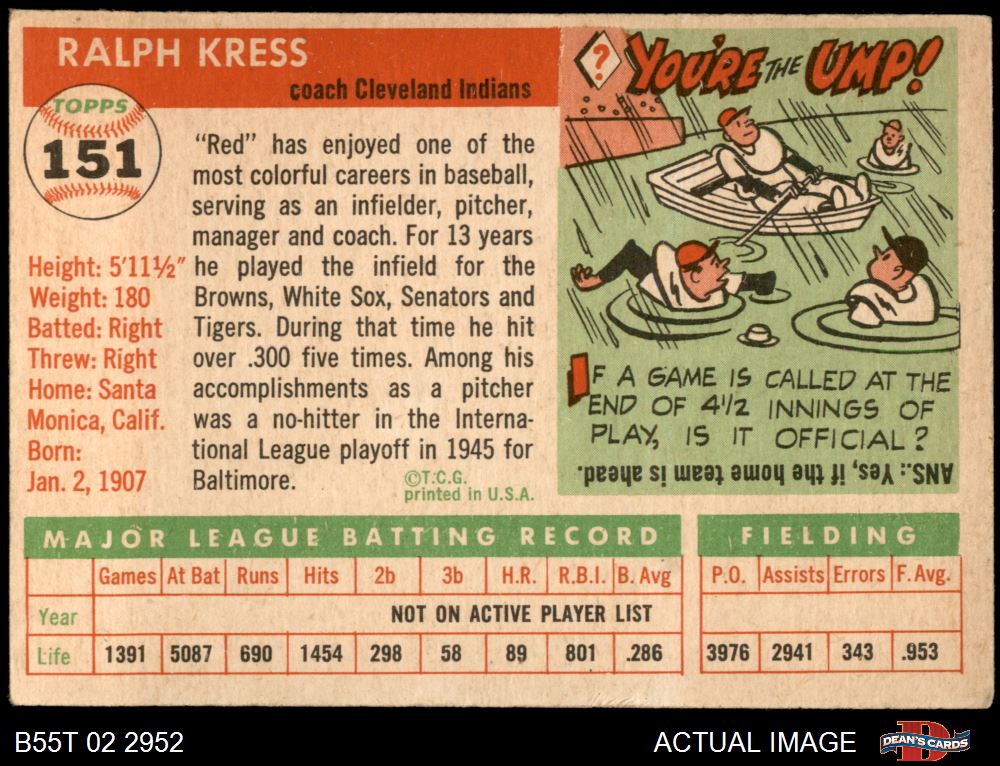 RALPH KRESS
coach Cleveland Indians
TOPPS
151
Height: 5'11½"
Weight: 180
Batted: Right
Threw: Right
Home: Santa
Monica, Calif.
Born:
Jan. 2, 1907
"Red" has enjoyed one of the
most colorful careers in baseball,
serving as an infielder, pitcher,
manager and coach. For 13 years
he played the infield for the
Browns, White Sox, Senators and
Tigers. During that time he hit
over .300 five times. Among his
accomplishments as a pitcher
was a no-hitter in the Interna-
tional League playoff in 1945 for
Baltimore.
©T.C.G.
printed in U.S.A.
? YOU'RE THE UMP!
IF A GAME IS CALLED AT THE
END OF 4½ INNINGS OF
PLAY, IS IT OFFICIAL?
ANS.: Yes, if the home team is ahead.
MAJOR LEAGUE BATTING RECORD
Games At Bat Runs Hits 2b 3b H.R. R.B.I. B. Avg
Year NOT ON ACTIVE PLAYER LIST
Life 1391 5087 690 1454 298 58 89 801 .286
FIELDING
P.O. Assists Errors F. Avg.
3976 2941 343 .953
B55T 02 2952
ACTUAL IMAGE
D
DEAN'S CARDS